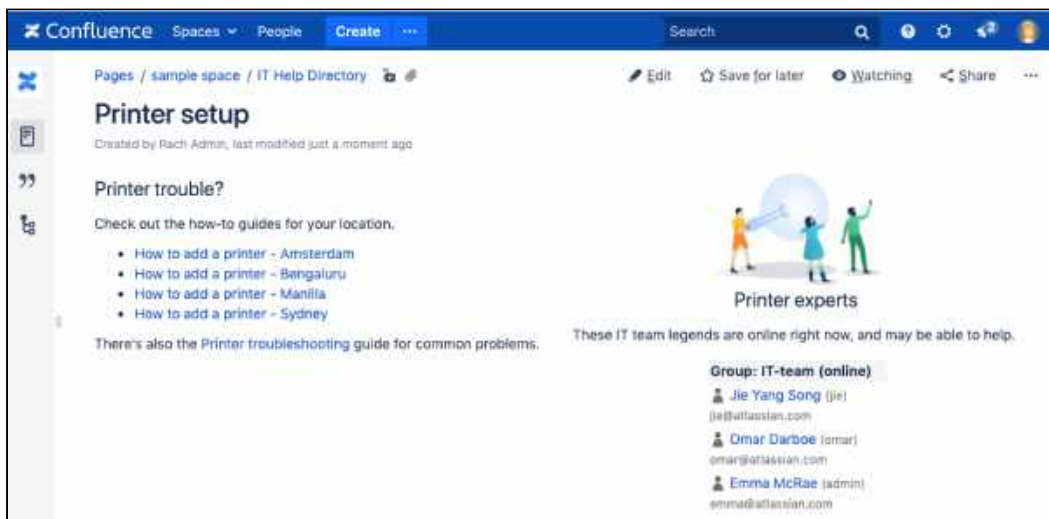 Confluence Spaces People Create ... Search 2
Pages / sample space / IT Help Directory
Edit Save for later Watching Share ...
Printer setup
Created by Rach Admin, last modified just a moment ago
Printer trouble?
Check out the how-to guides for your location.
• How to add a printer - Amsterdam
• How to add a printer - Bengaluru
• How to add a printer - Manilla
• How to add a printer - Sydney
There's also the Printer troubleshooting guide for common problems.
Printer experts
These IT team legends are online right now, and may be able to help.
Group: IT-team (online)
Jie Yang Song (jie)
jie@atlassian.com
Omar Darboe (omar)
omar@atlassian.com
Emma McRae (admin)
emma@atlassian.com